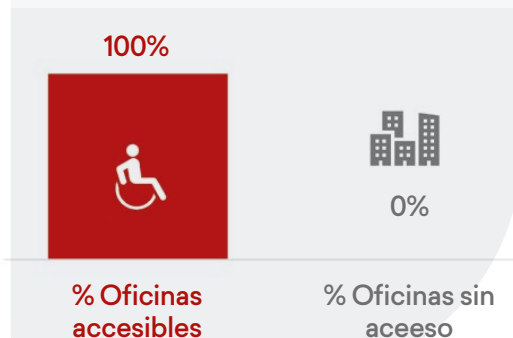 100%
0%
% Oficinas
accesibles
% Oficinas sin
aceeso